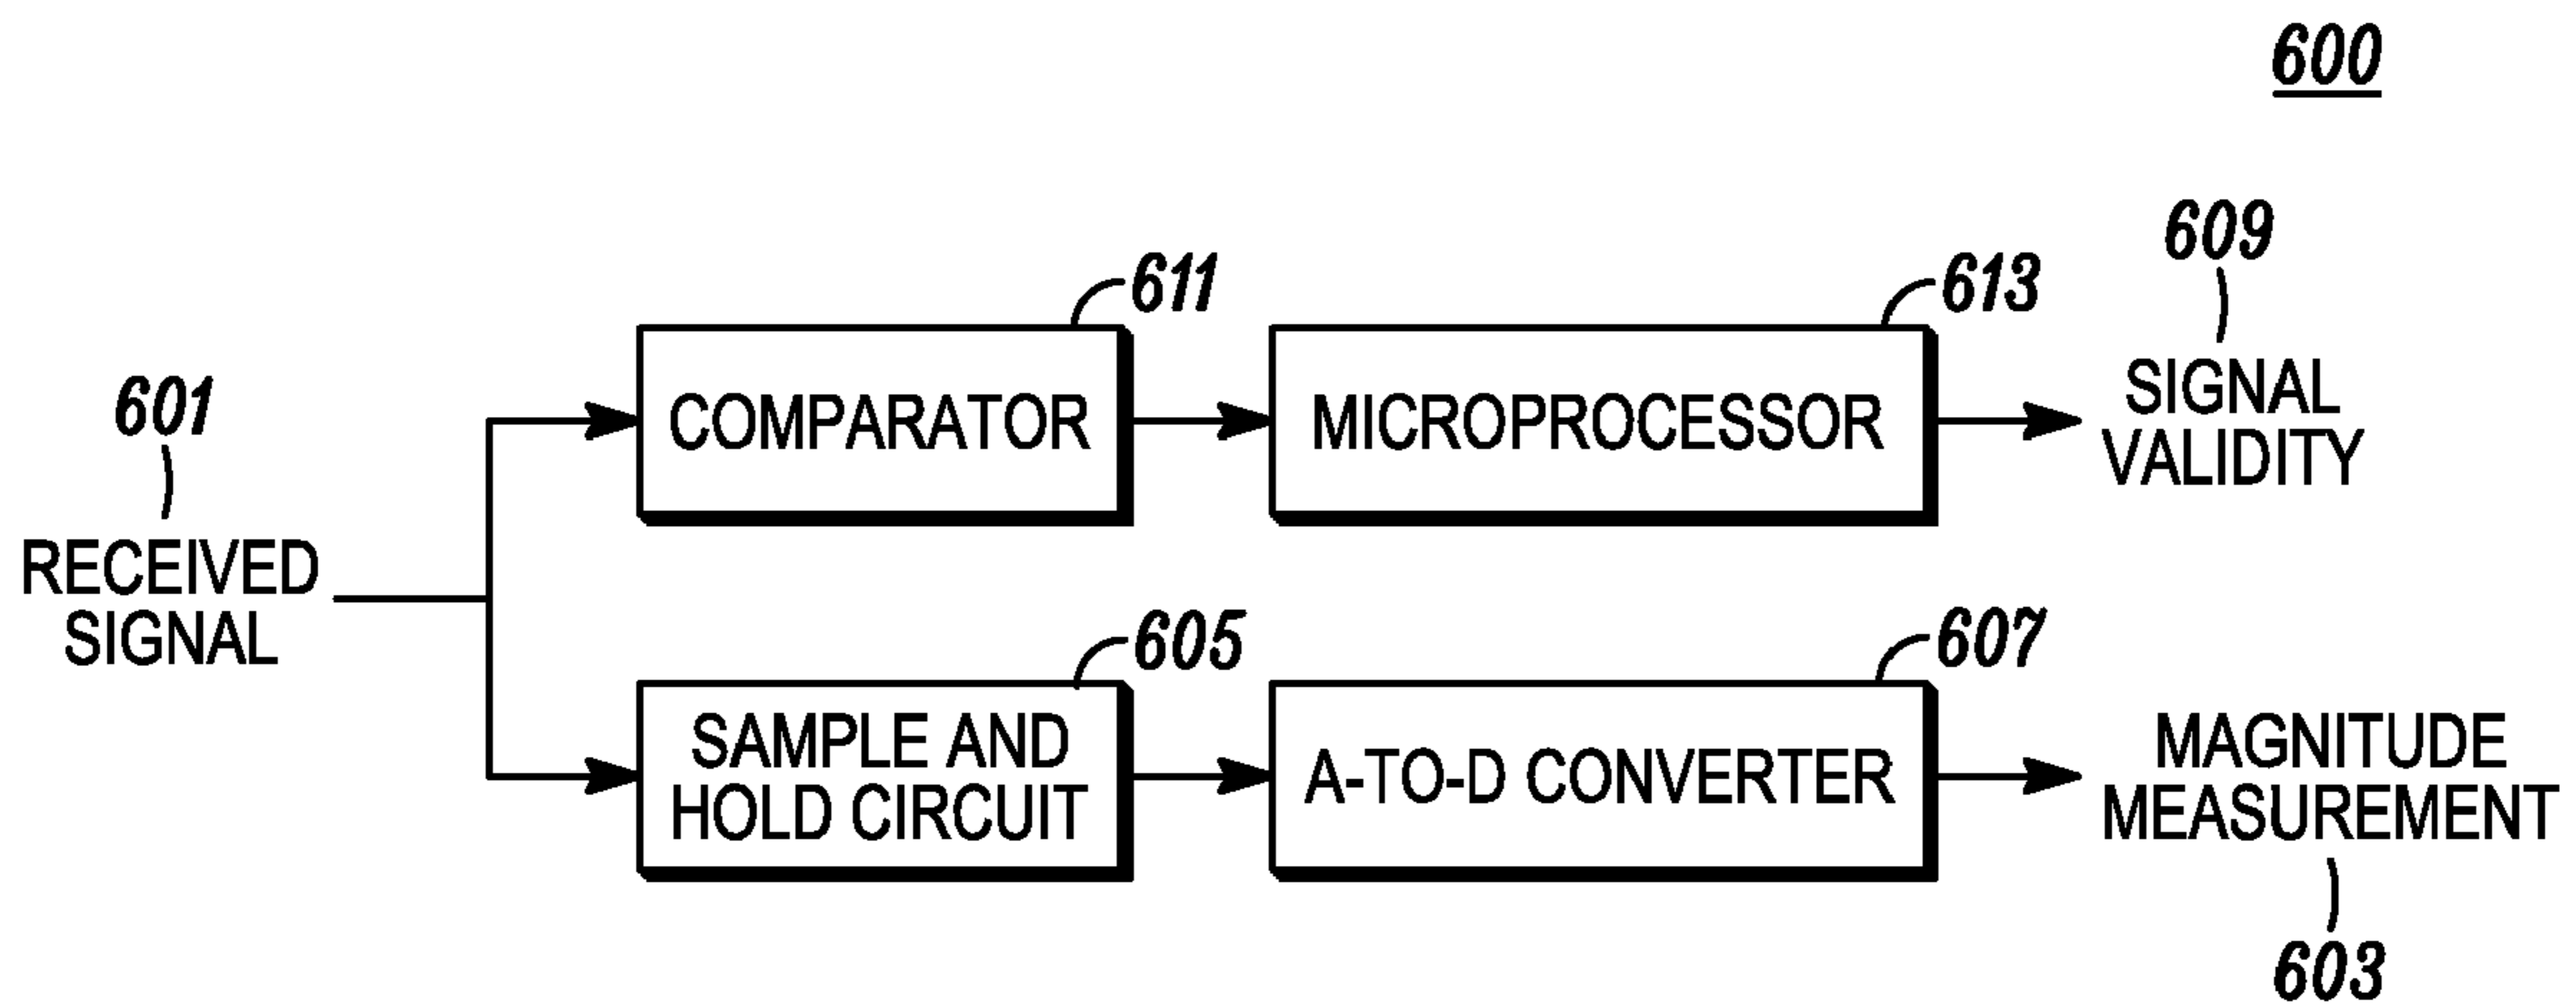 600
609
611
613
SIGNAL
VALIDITY
COMPARATOR
MICROPROCESSOR
601
RECEIVED
SIGNAL
605
607
SAMPLE AND
HOLD CIRCUIT
A-TO-D CONVERTER
MAGNITUDE
MEASUREMENT
603